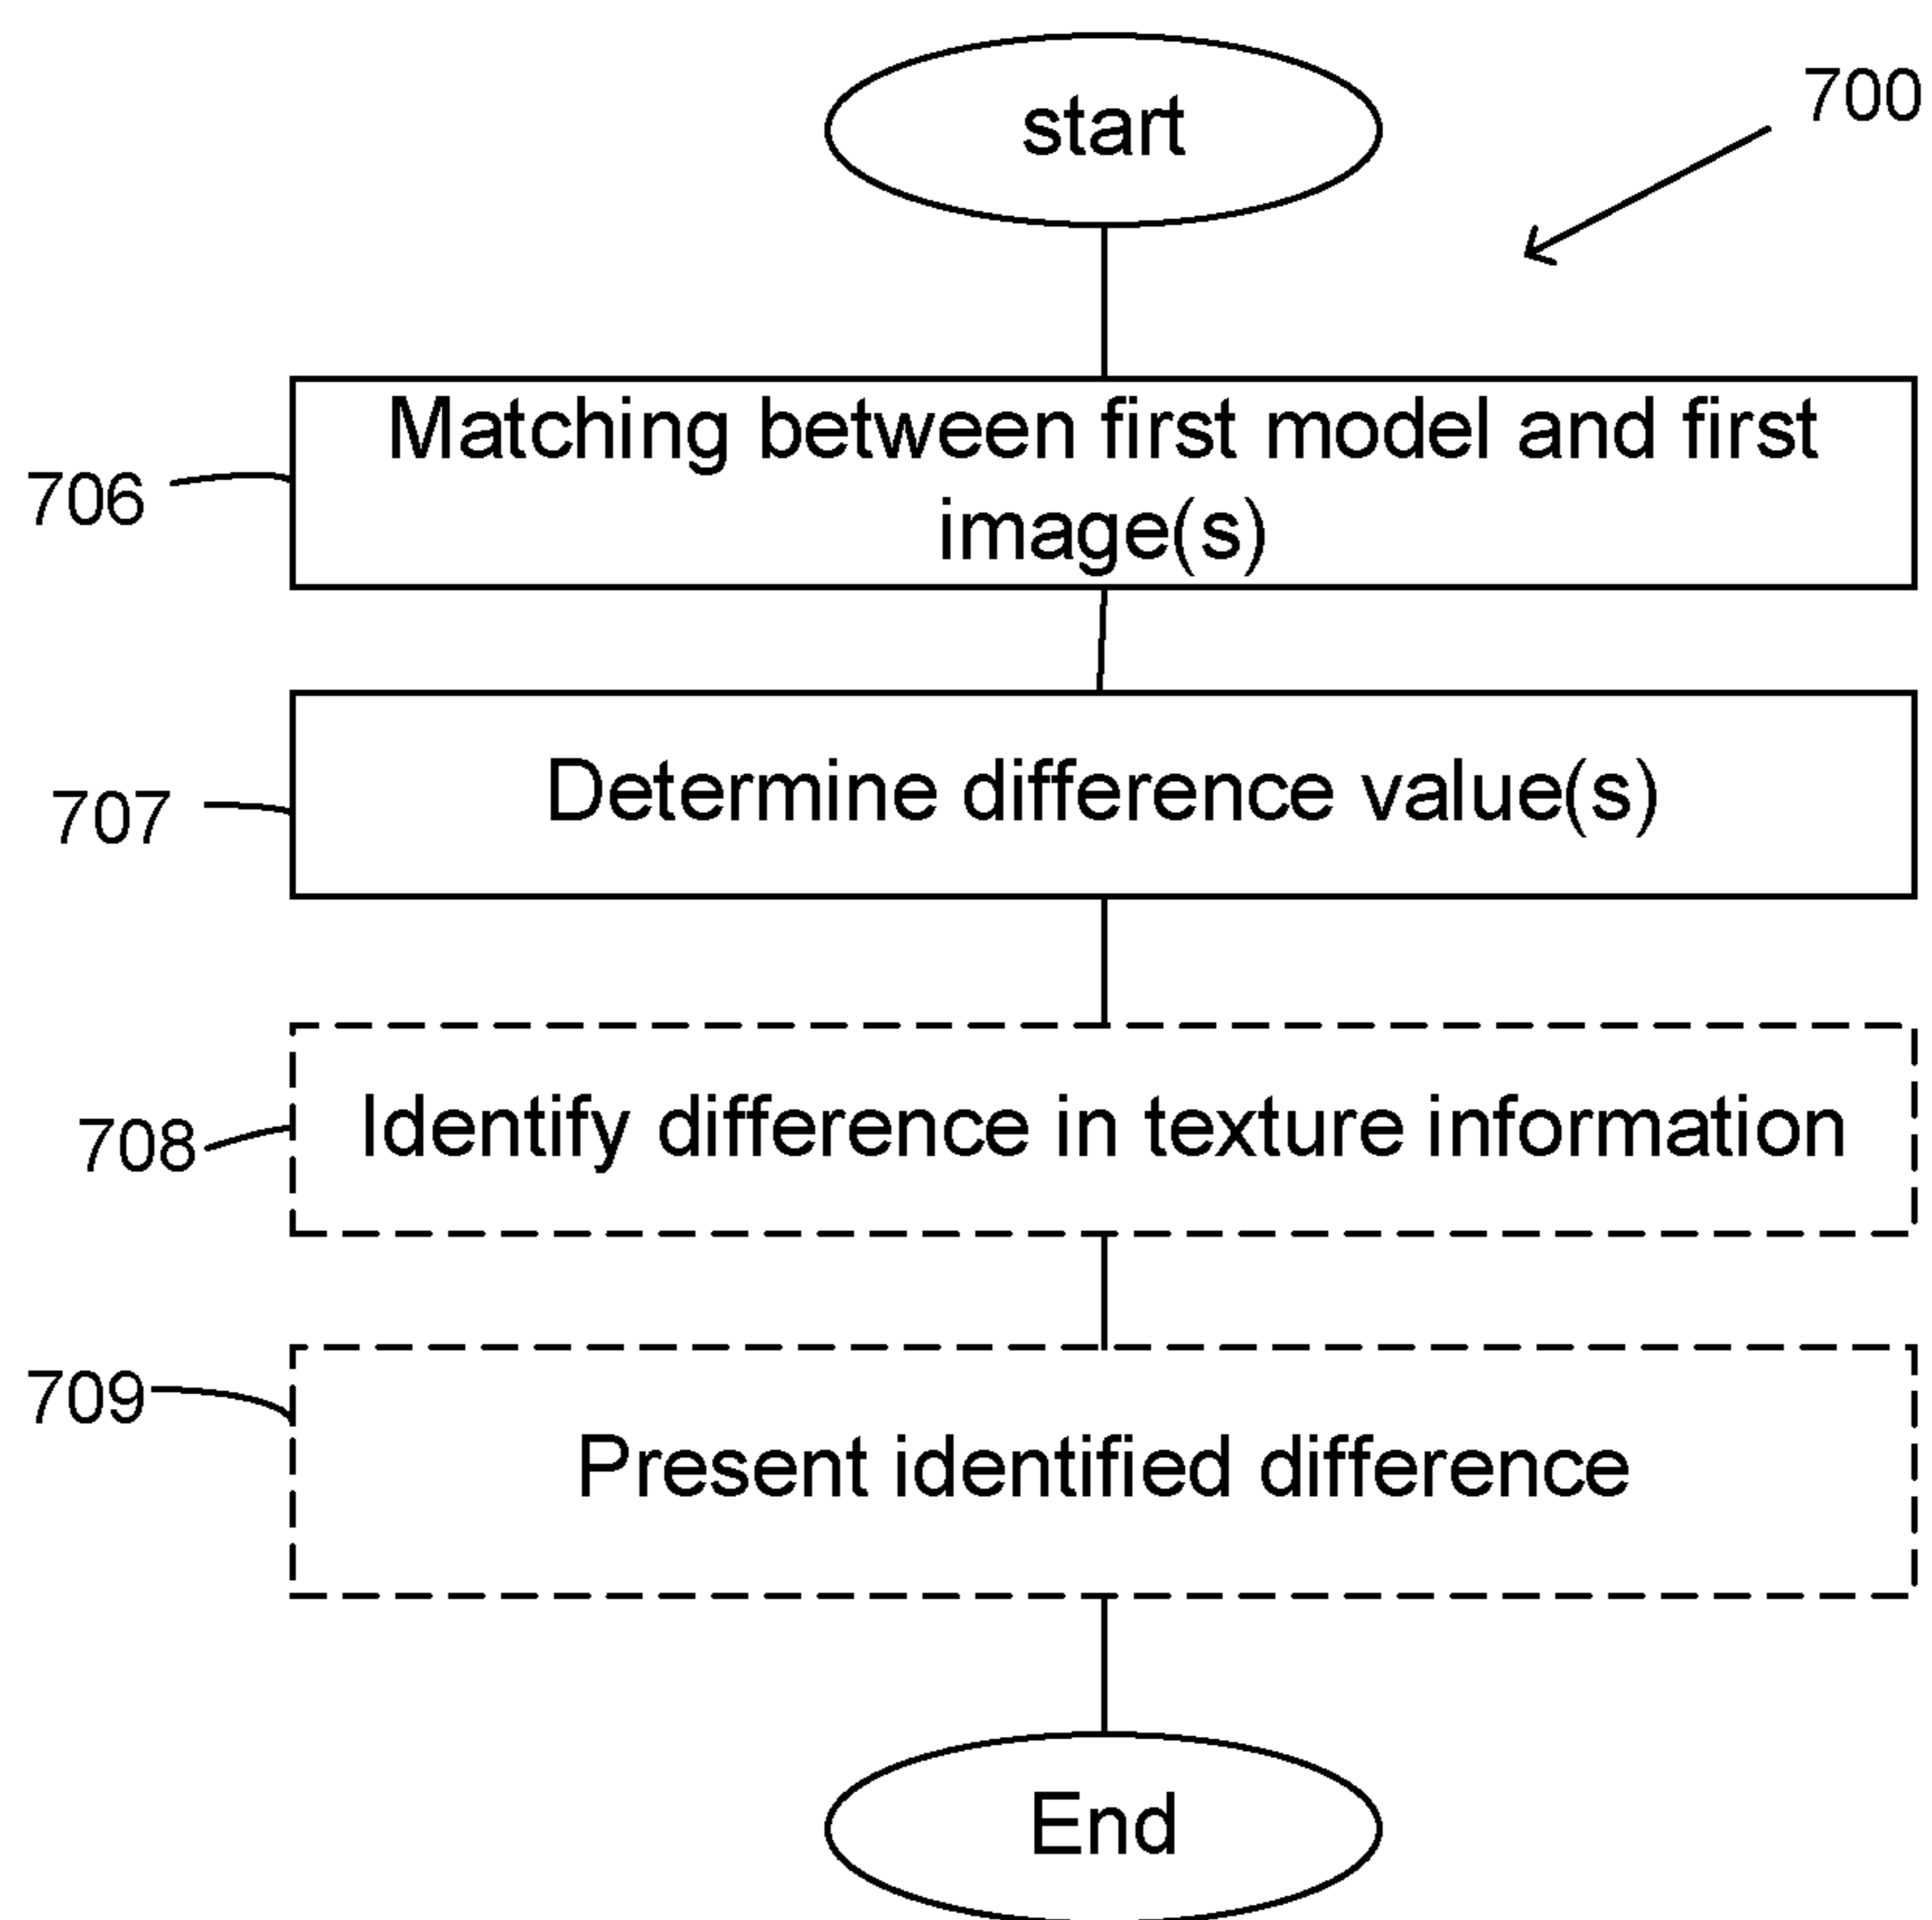 start
700
Matching between first model and first
image(s)
706
Determine difference value(s)
707
Identify difference in texture information
708
709
Present identified difference
End